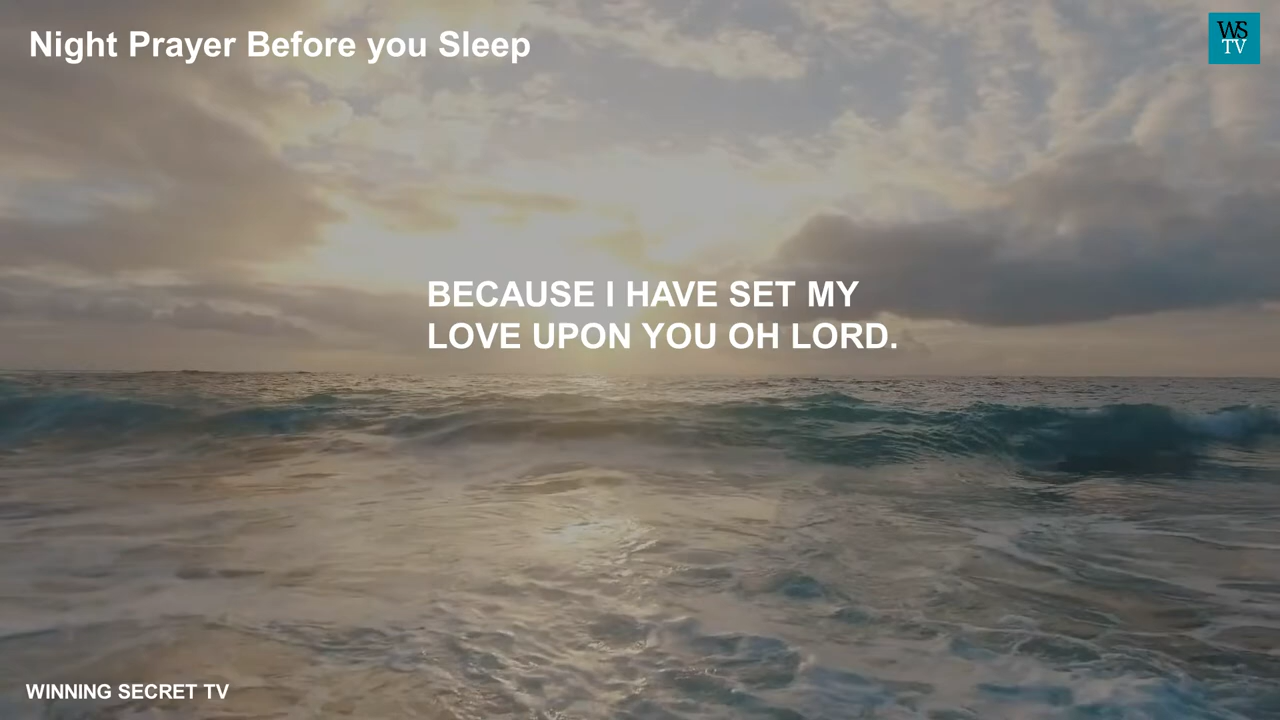 Night Prayer Before you Sleep
WS
TV
BECAUSE I HAVE SET MY
LOVE UPON YOU OH LORD.
WINNING SECRET TV